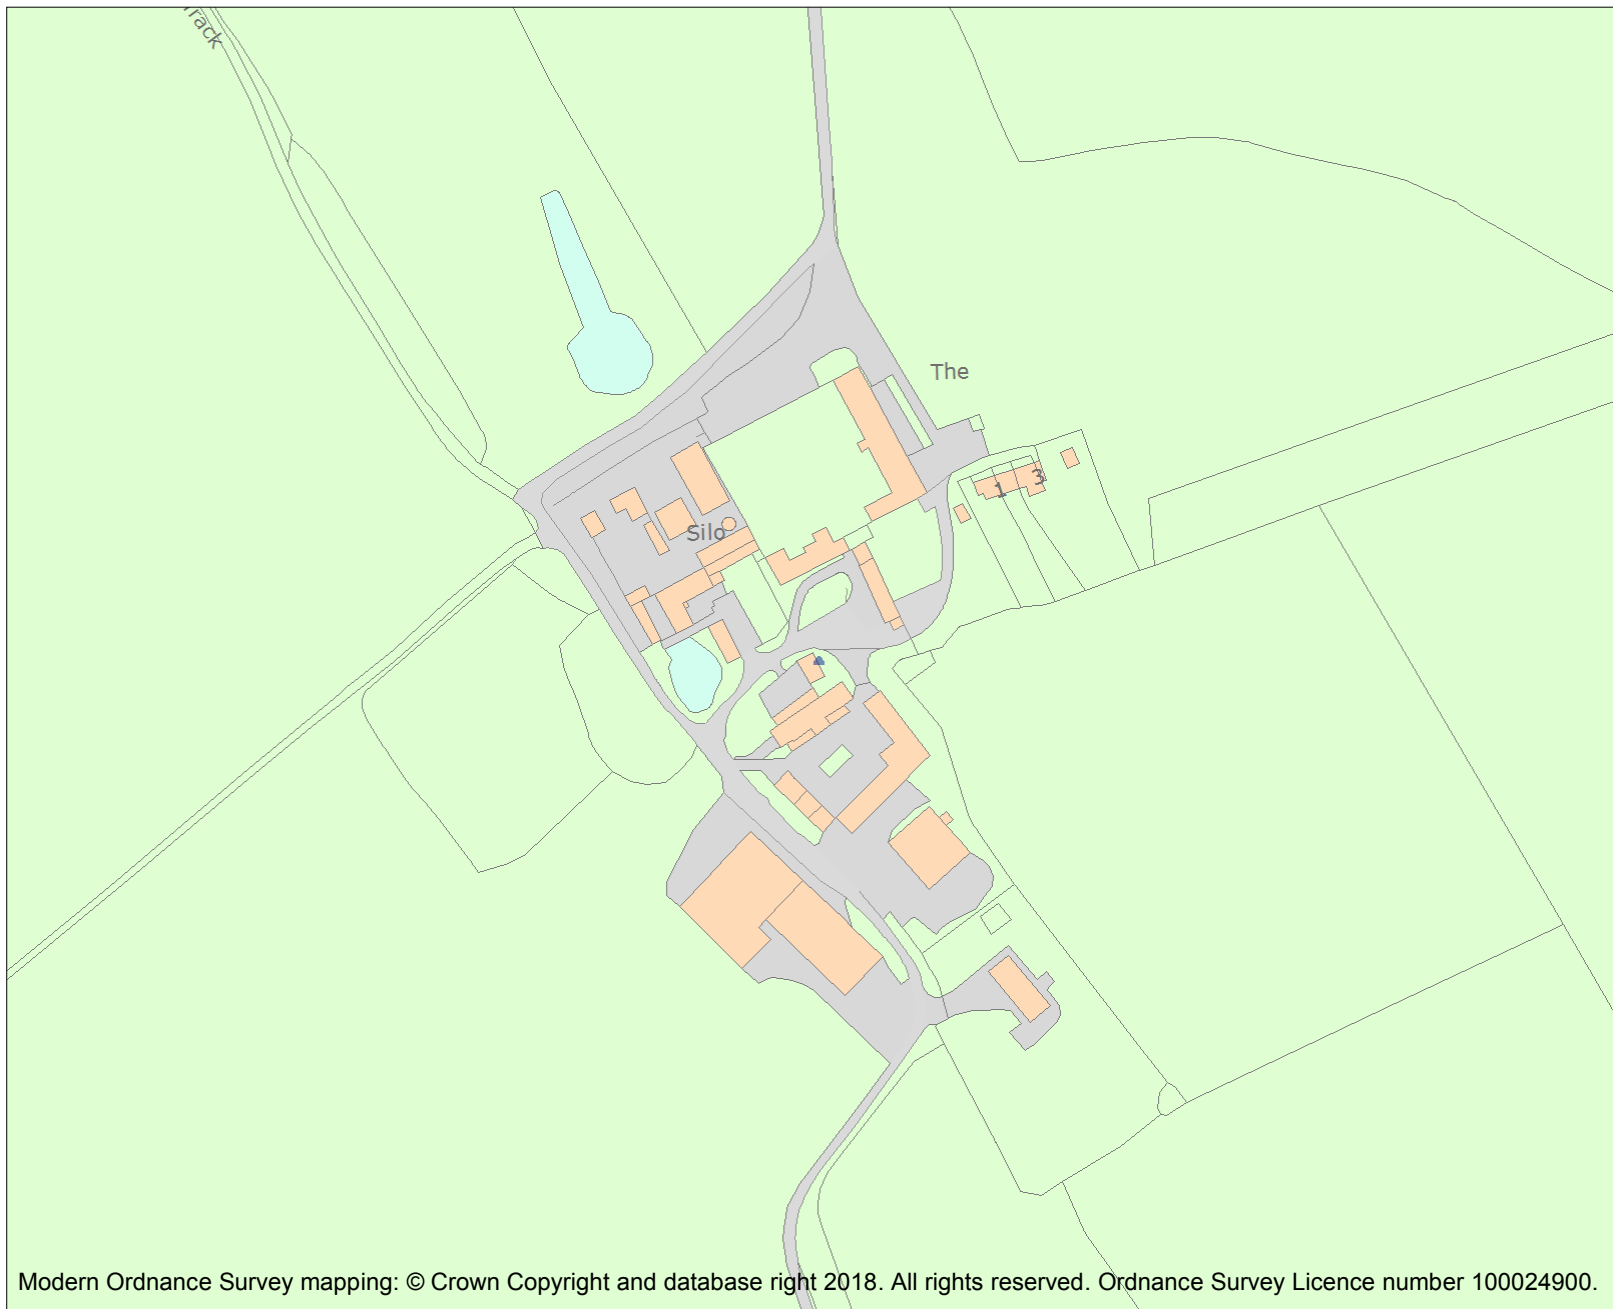 Track
The
1
3
Silo
Modern Ordnance Survey mapping: © Crown Copyright and database right 2018. All rights reserved. Ordnance Survey Licence number 100024900.